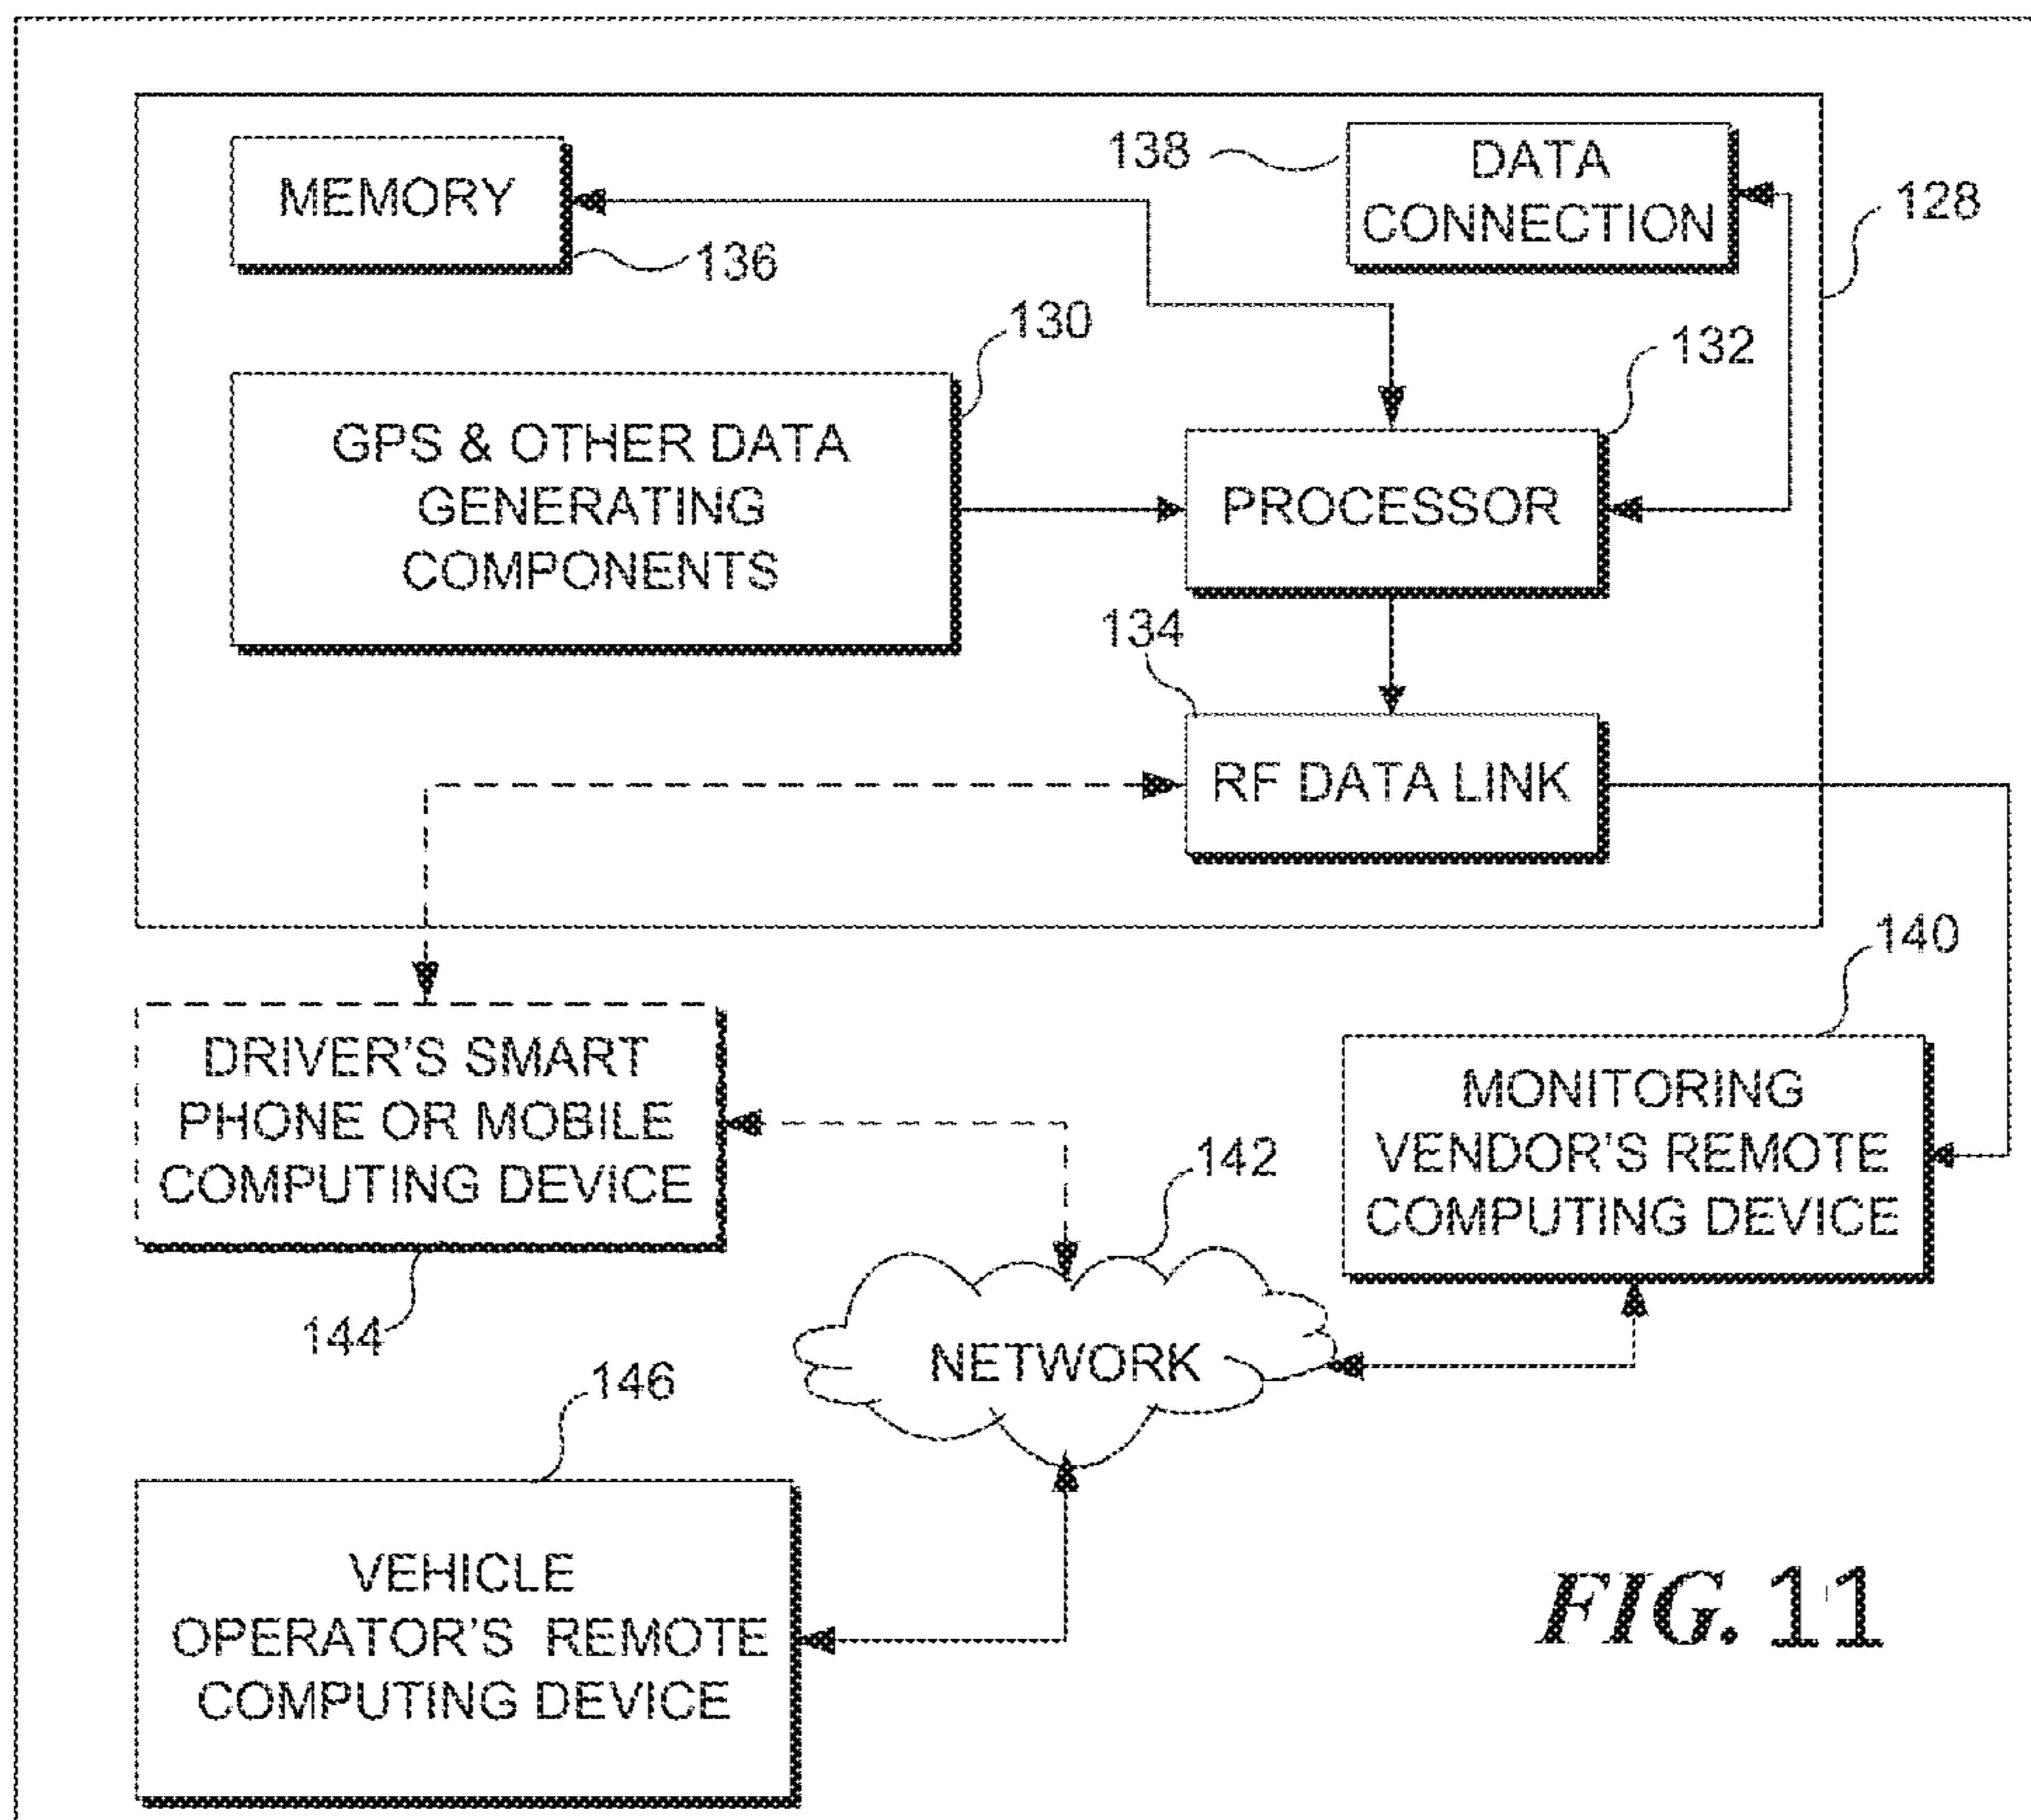 MEMORY
136
138
DATA
CONNECTION
128
130
GPS & OTHER DATA
GENERATING
COMPONENTS
132
PROCESSOR
134
RF DATA LINK
140
DRIVER'S SMART
PHONE OR MOBILE
COMPUTING DEVICE
144
MONITORING
VENDOR'S REMOTE
COMPUTING DEVICE
142
NETWORK
146
VEHICLE
OPERATOR'S REMOTE
COMPUTING DEVICE
FIG. 11